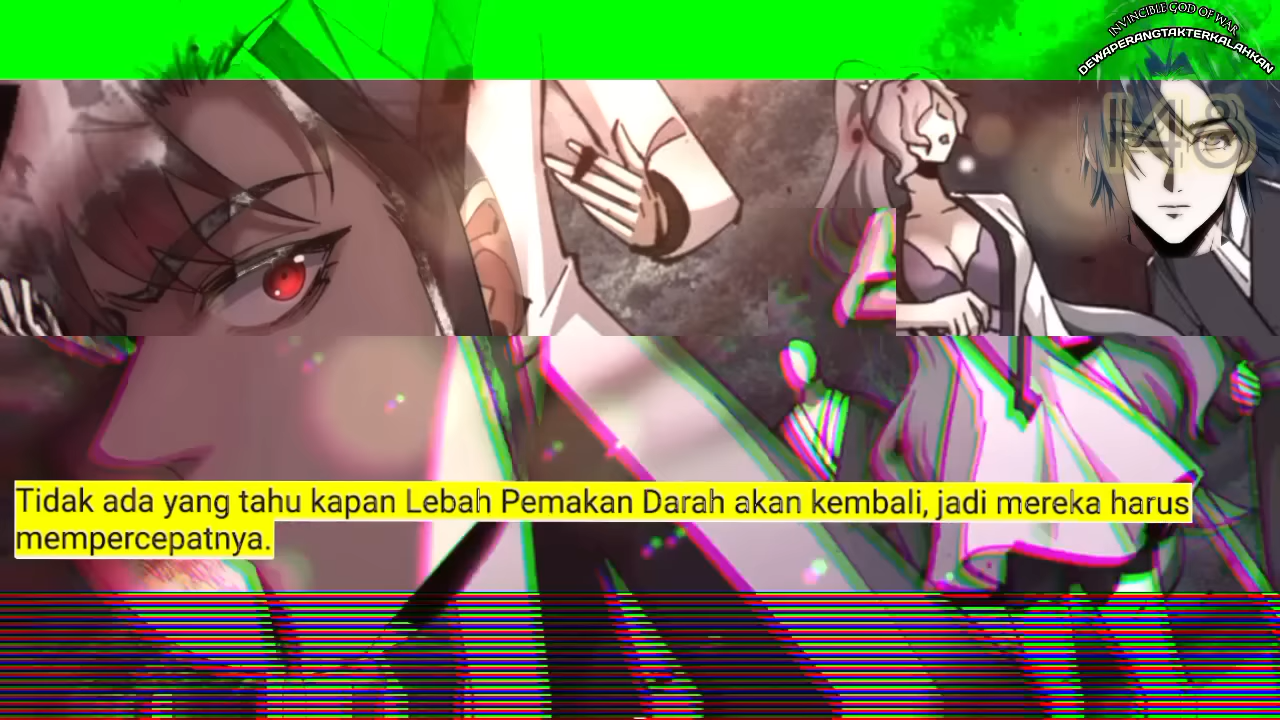 INVINCIBLE GOD OF WAR
DEWAPERANGTAKTERKALAHKAN
148
Tidak ada yang tahu kapan Lebah Pemakan Darah akan kembali, jadi mereka harus
mempercepatnya.